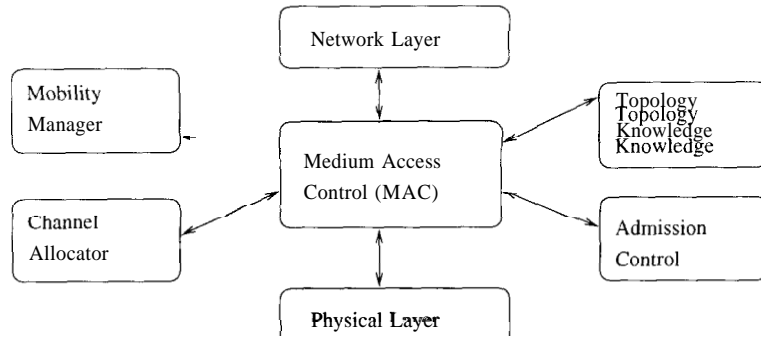 Network Layer
Mobility
Manager
Topology
Topology
Knowledge
Knowledge
Medium Access
Control (MAC)
Channel
Allocator
Admission
Control
Physical Layer